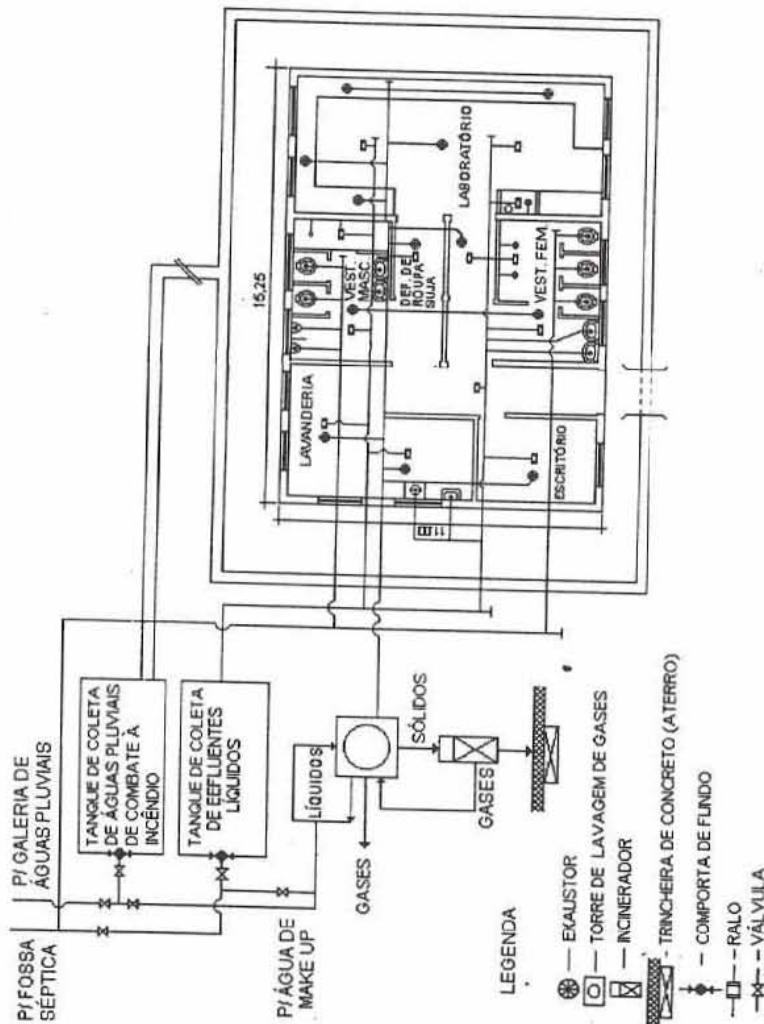 P/ FOSSA
SÉPTICA
P/ GALERIA DE
ÁGUAS PLUVIAIS
TANQUE DE COLETA
DE ÁGUAS PLUVIAIS
DE COMBATE À
INCÊNDIO
TANQUE DE COLETA
DE EEFLUENTES
LÍQUIDOS
P/ ÁGUA DE
MAKE UP
LÍQUIDOS
GASES
SÓLIDOS
GASES
15,25
LAVANDERIA
VEST.
MASC.
DEP. DE
ROUPA
SUJA
LABORATÓRIO
VEST. FEM.
ESCRITÓRIO
LEGENDA
EXAUSTOR
TORRE DE LAVAGEM DE GASES
INCINERADOR
TRINCHEIRA DE CONCRETO (ATERRO)
COMPORTA DE FUNDO
RALO
VÁLVULA